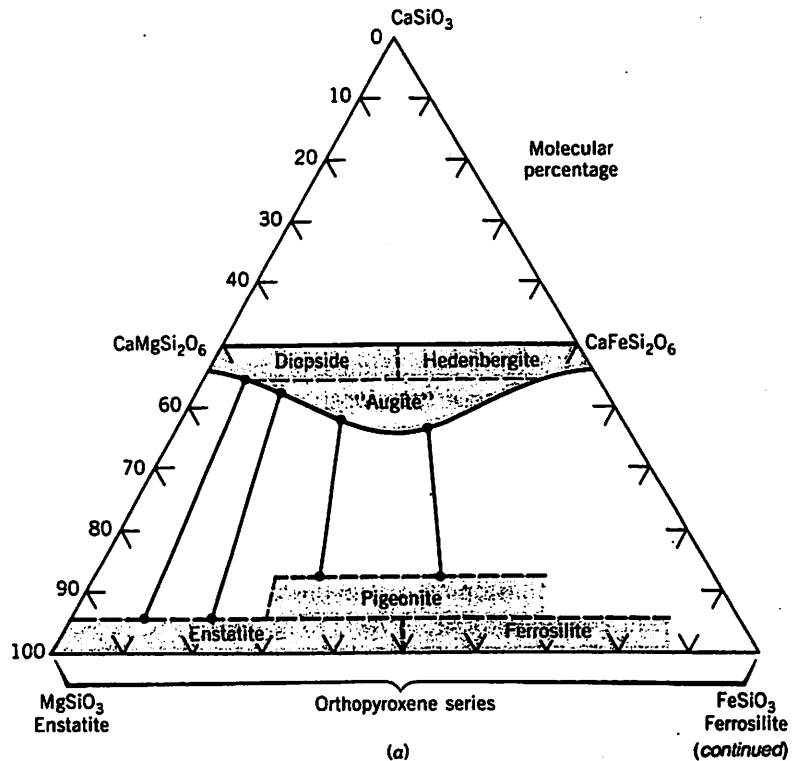 CaSiO₃
0
10
20
30
40
Molecular
percentage
CaMgSi₂O₆
CaFeSi₂O₆
Diopside
Hedenbergite
"Augite"
60
70
80
90
100
Pigeonite
Enstatite
Ferrosilite
MgSiO₃
Enstatite
Orthopyroxene series
FeSiO₃
Ferrosilite
(a)
(continued)